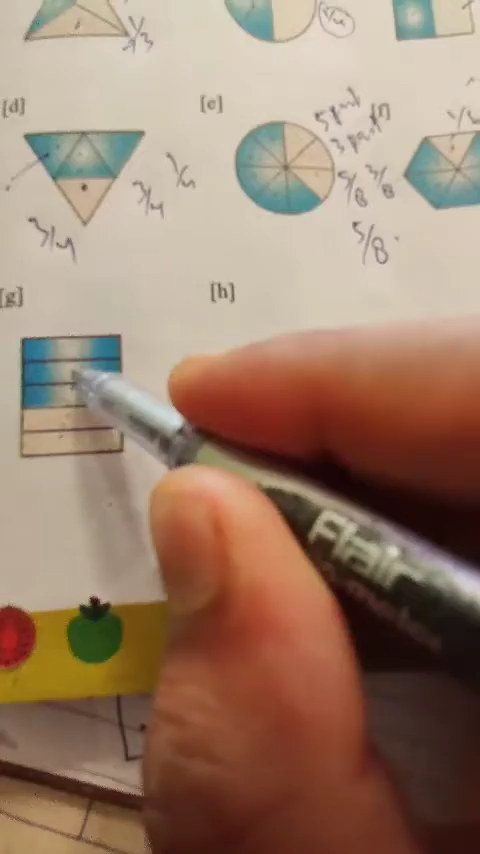 1/3
1/4
[d]
[e]
5 part
3 part
3/4
1/4
5/8 3/8
3/4
5/8
[g]
[h]
Flair